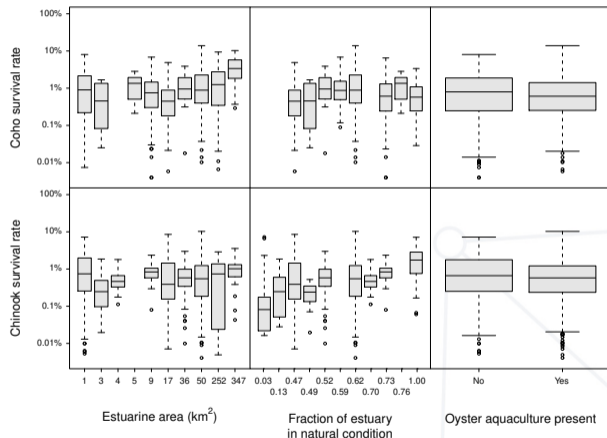 100%
10%
1%
0.1%
0.01%
Coho survival rate
100%
10%
1%
0.1%
0.01%
Chinook survival rate
1 3 4 5 9 17 36 50 252 347
0.03 0.47 0.52 0.62 0.73 1.00
0.13 0.49 0.59 0.70 0.76
No Yes
Estuarine area (km²)
Fraction of estuary
in natural condition
Oyster aquaculture present